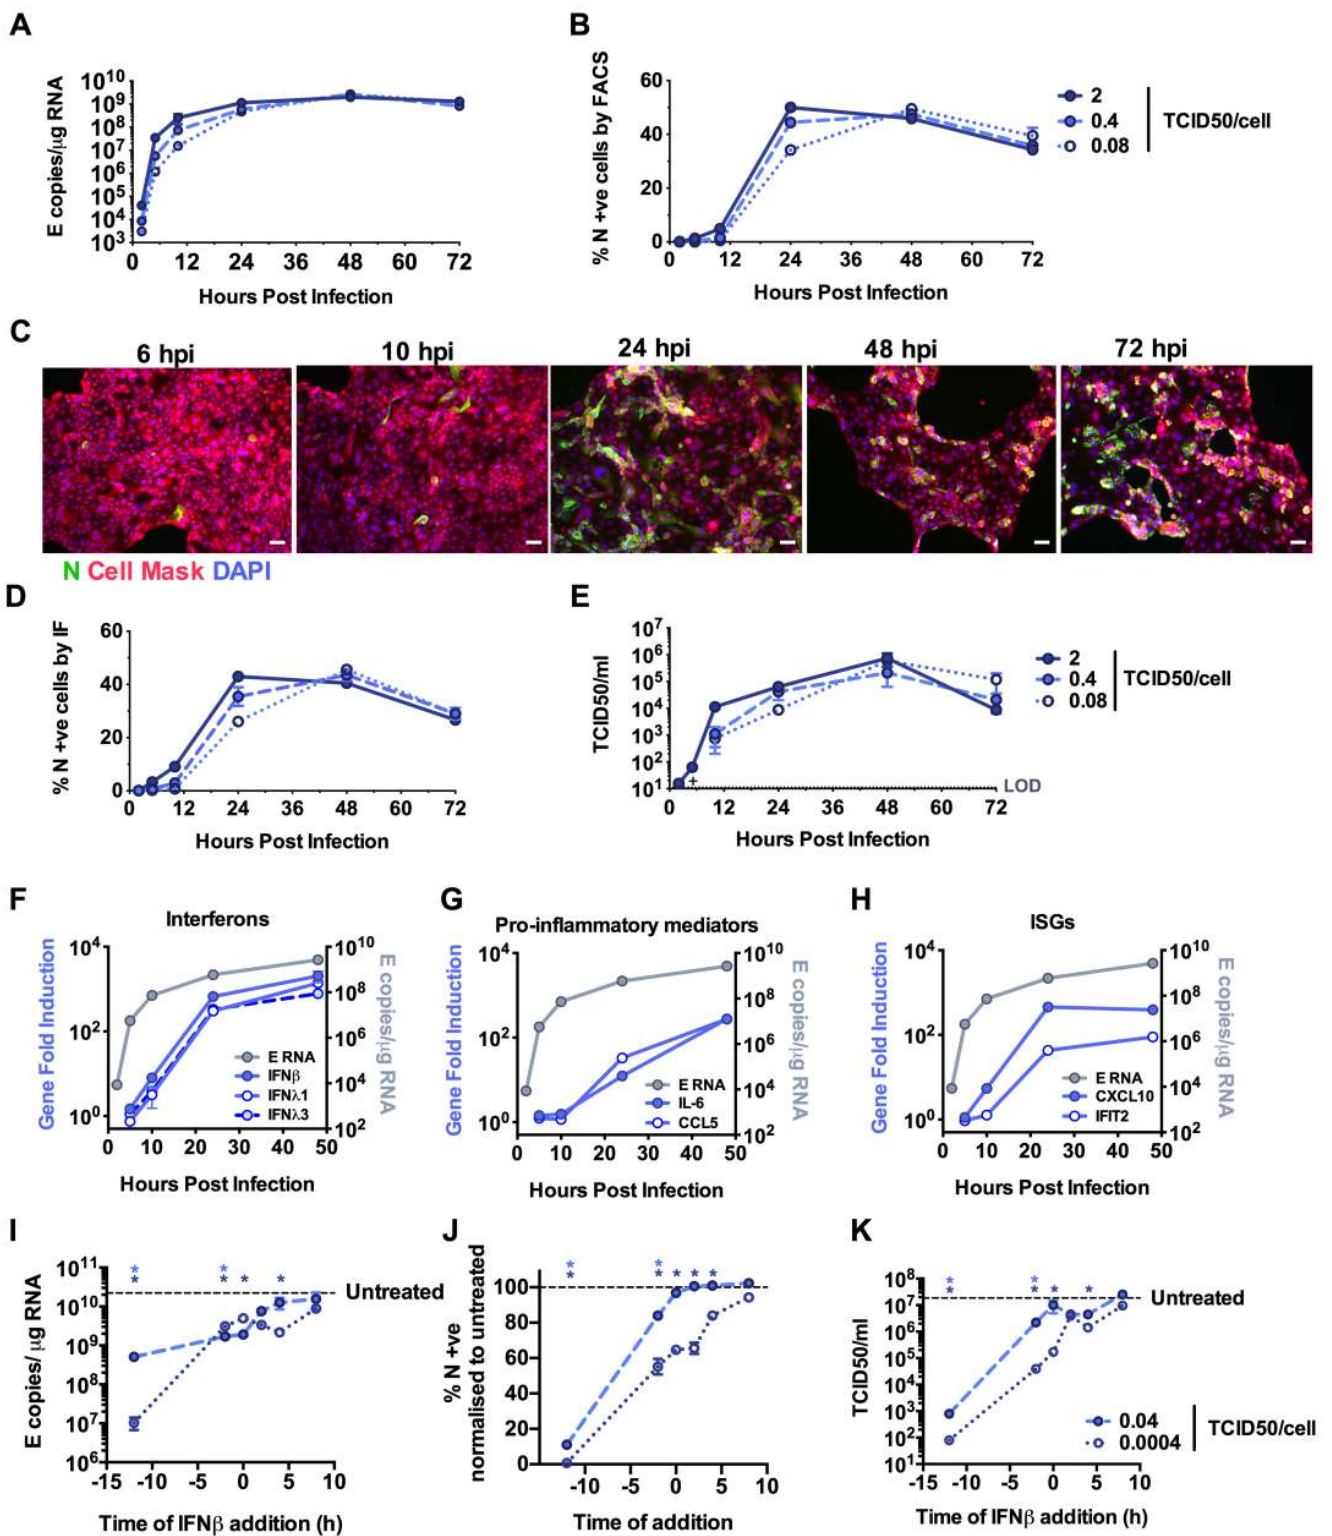 A
E copies/μg RNA
10^10
10^9
10^8
10^7
10^6
10^5
10^4
10^3
0 12 24 36 48 60 72
Hours Post Infection
B
% N +ve cells by FACS
60
40
20
0
0 12 24 36 48 60 72
Hours Post Infection
2
0.4
0.08
TCID50/cell
C
6 hpi 10 hpi 24 hpi 48 hpi 72 hpi
N Cell Mask DAPI
D
% N +ve cells by IF
60
40
20
0
0 12 24 36 48 60 72
Hours Post Infection
E
TCID50/ml
10^7
10^6
10^5
10^4
10^3
10^2
10^1
+
LOD
0 12 24 36 48 60 72
Hours Post Infection
2
0.4
0.08
TCID50/cell
F
Interferons
Gene Fold Induction
10^4
10^2
10^0
E copies/μg RNA
10^10
10^8
10^6
10^4
10^2
E RNA
IFNβ
IFNλ1
IFNλ3
0 10 20 30 40 50
Hours Post Infection
G
Pro-inflammatory mediators
Gene Fold Induction
10^4
10^2
10^0
E copies/μg RNA
10^10
10^8
10^6
10^4
10^2
E RNA
IL-6
CCL5
0 10 20 30 40 50
Hours Post Infection
H
ISGs
Gene Fold Induction
10^4
10^2
10^0
E copies/μg RNA
10^10
10^8
10^6
10^4
10^2
E RNA
CXCL10
IFIT2
0 10 20 30 40 50
Hours Post Infection
I
E copies/ μg RNA
10^11
10^10
10^9
10^8
10^7
10^6
* * * *
* *
Untreated
-15 -10 -5 0 5 10
Time of IFNβ addition (h)
J
% N +ve
normalised to untreated
100
80
60
40
20
0
* *
* * * * *
-10 -5 0 5 10
Time of addition
K
TCID50/ml
10^8
10^7
10^6
10^5
10^4
10^3
10^2
10^1
* *
* * * *
Untreated
0.04
0.0004
TCID50/cell
-15 -10 -5 0 5 10
Time of IFNβ addition (h)